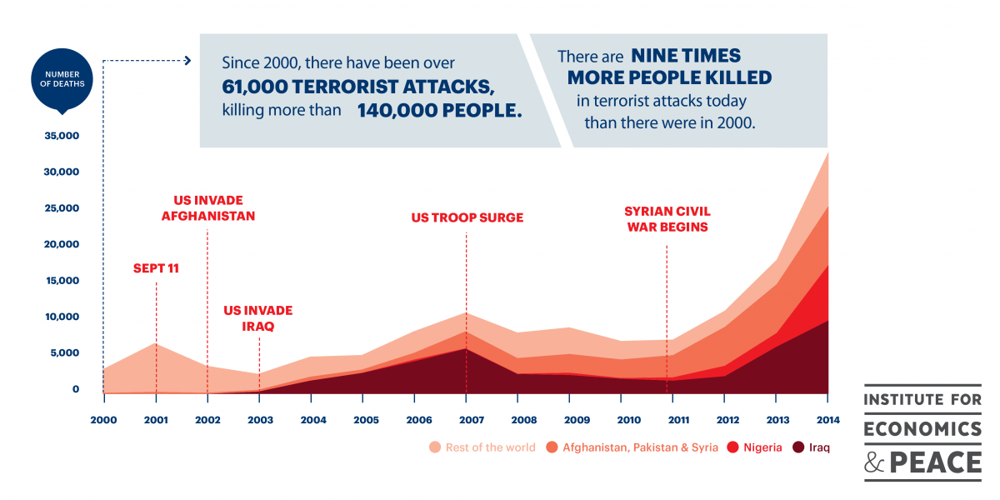 NUMBER
OF DEATHS
Since 2000, there have been over
61,000 TERRORIST ATTACKS,
killing more than 140,000 PEOPLE.
There are NINE TIMES
MORE PEOPLE KILLED
in terrorist attacks today
than there were in 2000.
35,000
30,000
25,000
20,000
15,000
10,000
5,000
0
SEPT 11
US INVADE
AFGHANISTAN
US INVADE
IRAQ
US TROOP SURGE
SYRIAN CIVIL
WAR BEGINS
2000 2001 2002 2003 2004 2005 2006 2007 2008 2009 2010 2011 2012 2013 2014
Rest of the world Afghanistan, Pakistan & Syria Nigeria Iraq
INSTITUTE FOR
ECONOMICS
& PEACE